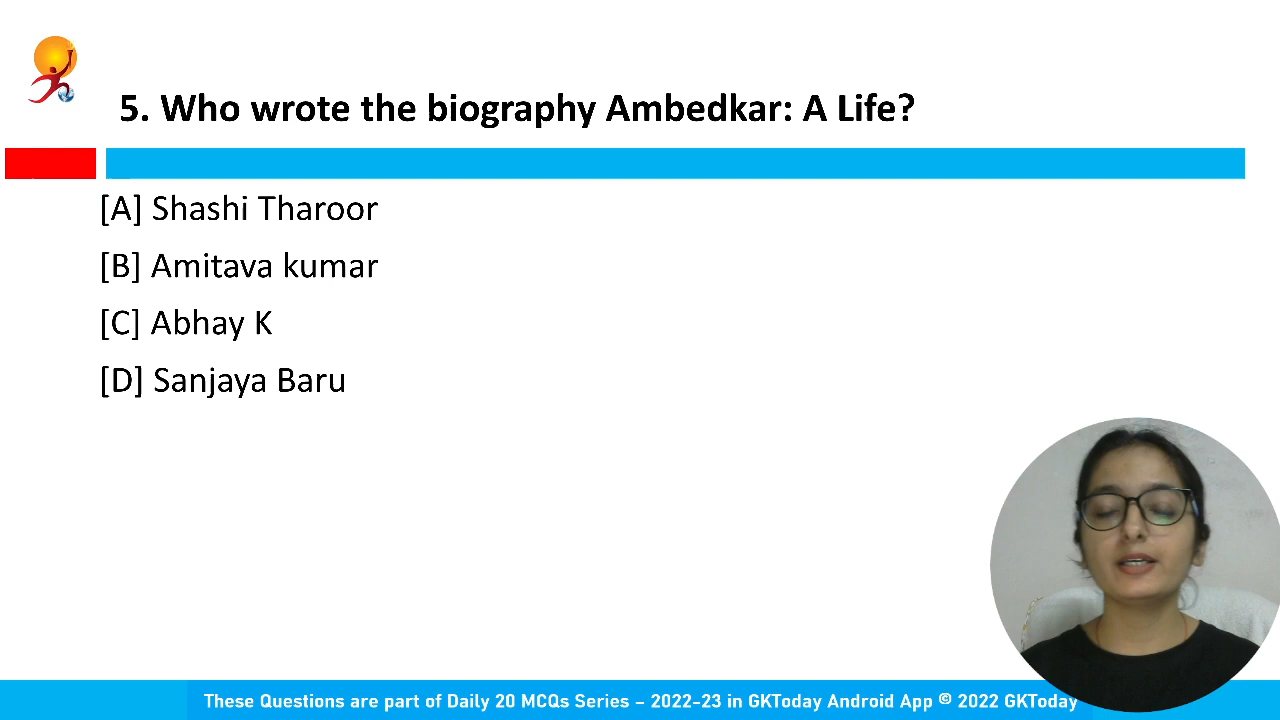 5. Who wrote the biography Ambedkar: A Life?
[A] Shashi Tharoor
[B] Amitava kumar
[C] Abhay K
[D] Sanjaya Baru
These Questions are part of Daily 20 MCQs Series – 2022-23 in GKToday Android App © 2022 GKToday